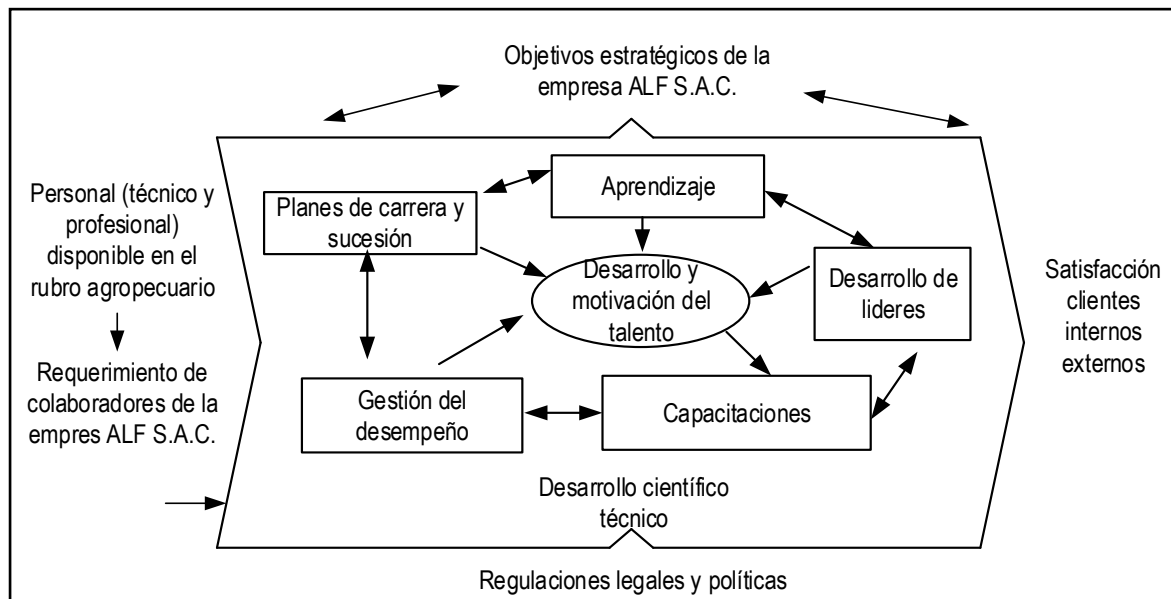 Objetivos estratégicos de la
empresa ALF S.A.C.
Personal (técnico y
profesional)
disponible en el
rubro agropecuario
Requerimiento de
colaboradores de la
empres ALF S.A.C.
Planes de carrera y
sucesión
Aprendizaje
Desarrollo y
motivación del
talento
Desarrollo de
lideres
Gestión del
desempeño
Capacitaciones
Desarrollo científico
técnico
Satisfacción
clientes
internos
externos
Regulaciones legales y políticas